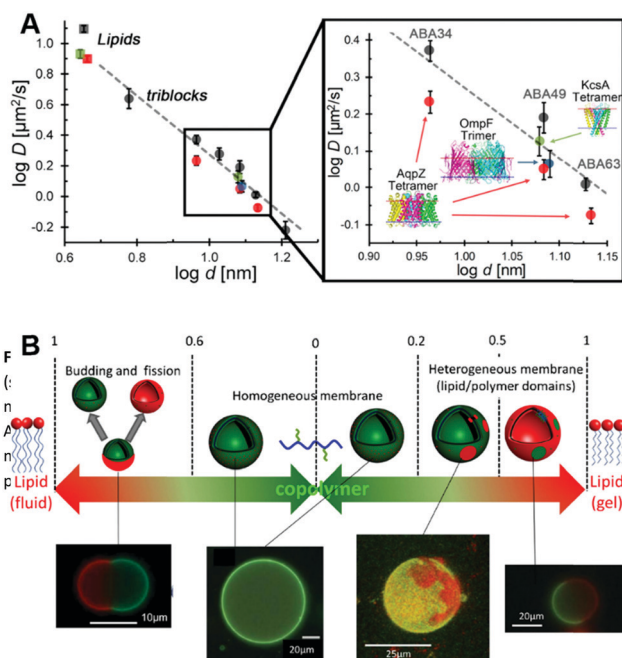 A
Lipids
triblocks
log D [µm²/s]
1.0
0.8
0.6
0.4
0.2
0.0
-0.2
0.7 0.8 0.9 1.0 1.1 1.2
log d [nm]
ABA34
ABA49
KcsA
Tetramer
OmpF
Trimer
ABA63
AqpZ
Tetramer
log D [µm²/s]
0.4
0.3
0.2
0.1
0.0
-0.1
0.90 0.95 1.00 1.05 1.10 1.15
log d [nm]
B
F
(s
n
A
n
p
1 0.6 0 0.2 0.5 1
Budding and fission
Homogeneous membrane
Heterogeneous membrane
(lipid/polymer domains)
Lipid
(fluid)
copolymer
Lipid
(gel)
10µm
20µm
25µm
20µm